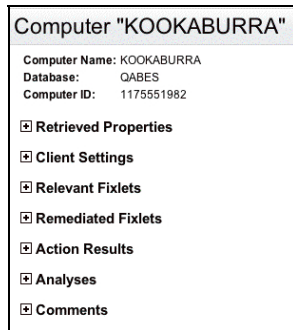 Computer "KOOKABURRA"
Computer Name: KOOKABURRA
Database: QABES
Computer ID: 1175551982
Retrieved Properties
Client Settings
Relevant Fixlets
Remediated Fixlets
Action Results
Analyses
Comments